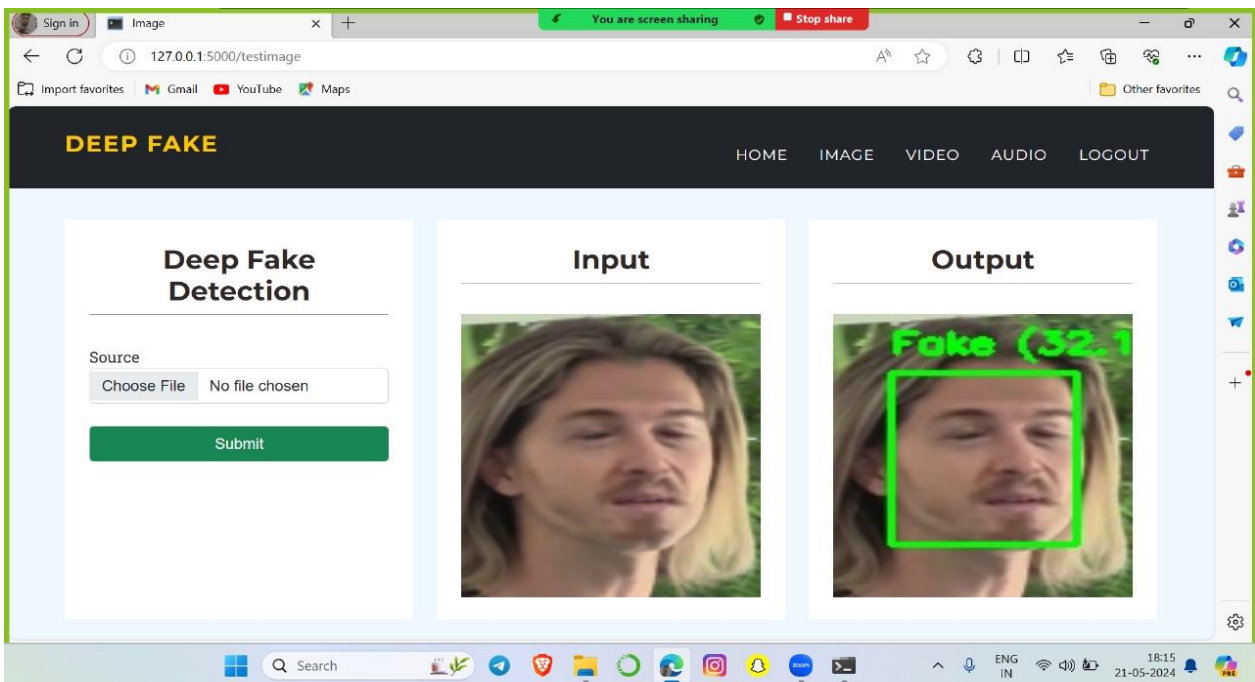 Sign in
Image
You are screen sharing
Stop share
127.0.0.1:5000/testimage
Import favorites
Gmail
YouTube
Maps
Other favorites
DEEP FAKE
HOME
IMAGE
VIDEO
AUDIO
LOGOUT
Deep Fake
Detection
Source
Choose File No file chosen
Submit
Input
Output
Fake (32.1
Search
zoom
ENG
IN
18:15
21-05-2024
PRE